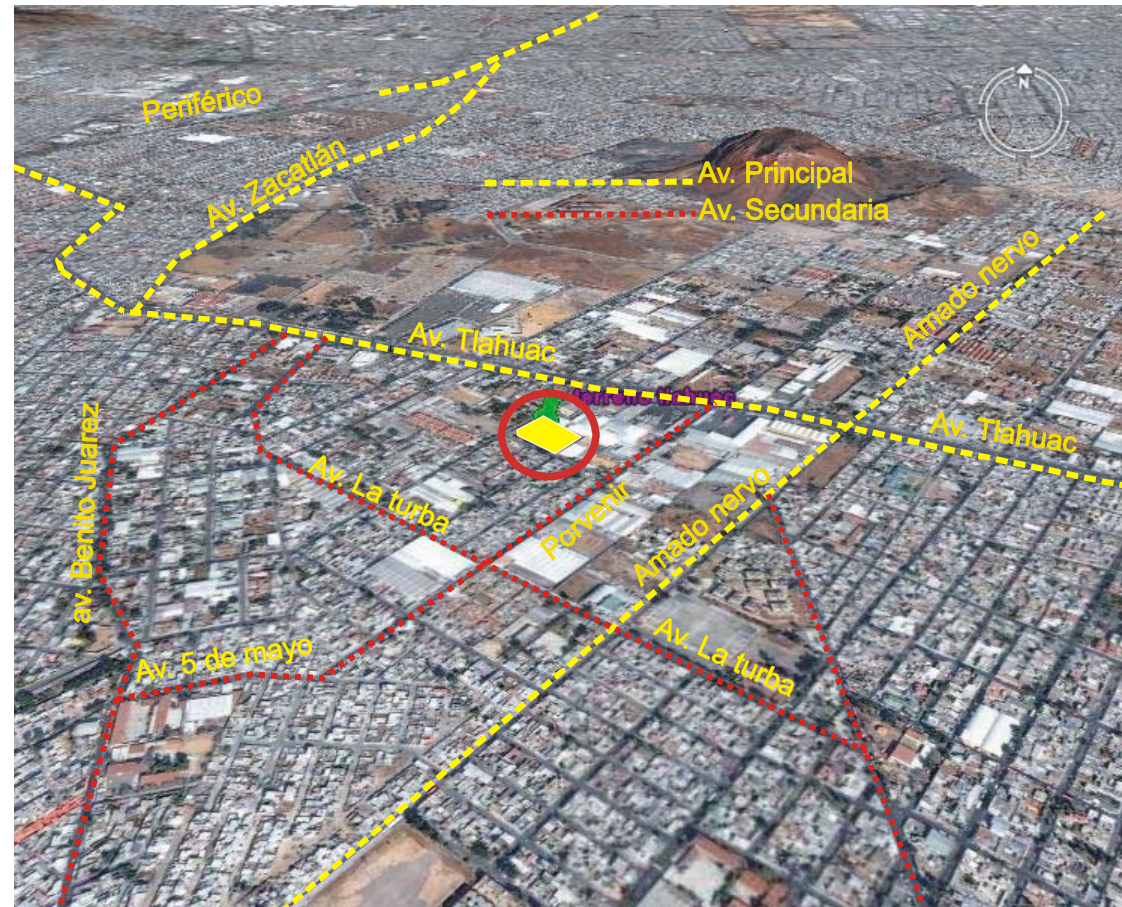 Periférico
N
Av. Zacatlán
Av. Principal
Av. Secundaria
Amado nervo
Av. Tlahuac
Av. Tlahuac
av. Benito Juarez
Av. La turba
Porvenir
Amado nervo
Av. 5 de mayo
Av. La turba